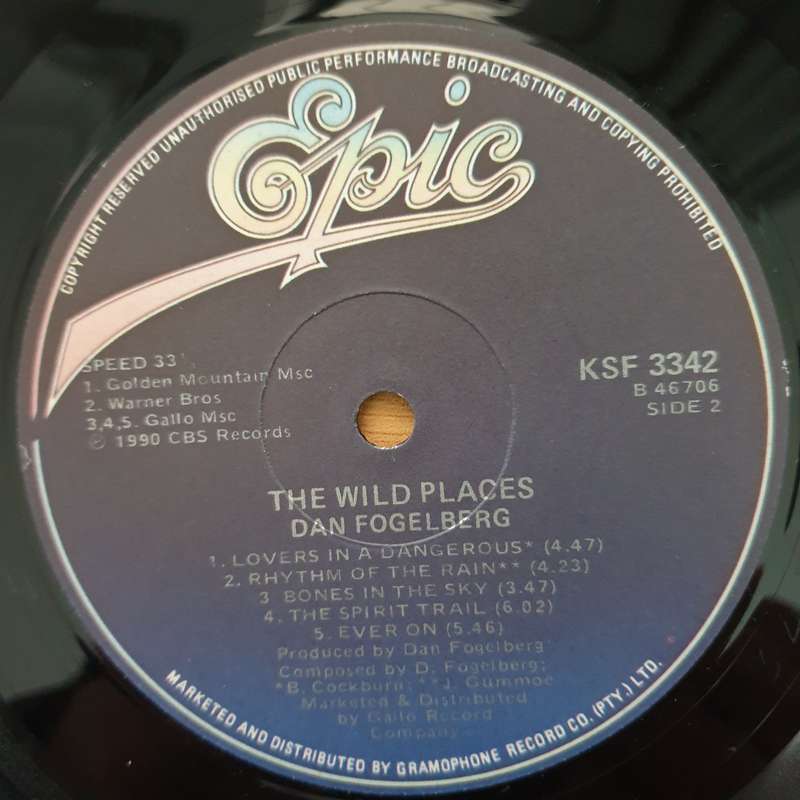 COPYRIGHT RESERVED UNAUTHORISED PUBLIC PERFORMANCE BROADCASTING AND COPYING PROHIBITED
Epic
SPEED 33⅓
1. Golden Mountain Msc
2. Warner Bros
3,4,5. Gallo Msc
℗ 1990 CBS Records
KSF 3342
B 46706
SIDE 2
THE WILD PLACES
DAN FOGELBERG
1. LOVERS IN A DANGEROUS* (4.47)
2. RHYTHM OF THE RAIN** (4.23)
3 BONES IN THE SKY (3.47)
4. THE SPIRIT TRAIL (6.02)
5. EVER ON (5.46)
Produced by Dan Fogelberg
Composed by D. Fogelberg;
*B. Cockburn; **J. Gummoe
Marketed & Distributed
by Gallo Record
Company
MARKETED AND DISTRIBUTED BY GRAMOPHONE RECORD CO. (PTY.) LTD.